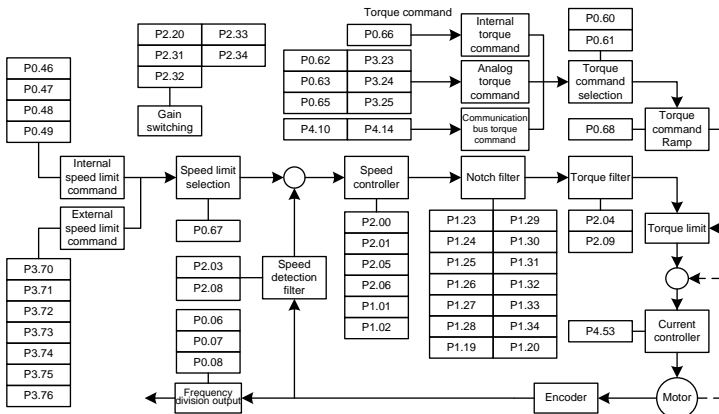 Torque command
P0.66
Internal
torque
command
P0.60
P0.61
P2.20
P2.33
P2.31
P2.34
P2.32
Gain
switching
P0.46
P0.47
P0.48
P0.49
P0.62
P3.23
P0.63
P3.24
P0.65
P3.25
Analog
torque
command
Torque
command
selection
P4.10
P4.14
Communication
bus torque
command
P0.68
Torque
command
Ramp
Internal
speed limit
command
Speed limit
selection
Speed
controller
Notch filter
Torque filter
External
speed limit
command
P0.67
P2.00
P2.01
P2.05
P2.06
P1.01
P1.02
P1.23
P1.29
P1.24
P1.30
P1.25
P1.31
P1.26
P1.32
P1.27
P1.33
P1.28
P1.34
P1.19
P1.20
P2.04
P2.09
Torque limit
P3.70
P3.71
P3.72
P3.73
P3.74
P3.75
P3.76
P2.03
P2.08
Speed
detection
filter
P0.06
P0.07
P0.08
P4.53
Current
controller
Frequency
division output
Encoder
Motor